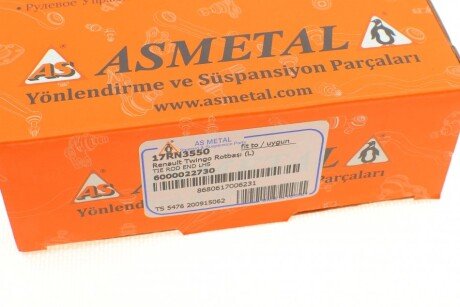 • Рулевое Управ
AS ASMETAL
Yönlendirme ve Süspansiyon Parçaları
asmetal.com
AS METAL
17RN3550 fit to / uygun
Renault Twingo Rotbaşı (L)
TIE ROD END LHS
6000022730
8680617006231
TS 5476 200915062
AS ASMETAL
Yönlendirme ve Süspansiyon Parçaları